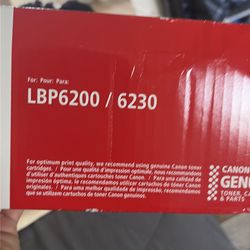 For: Pour: Para:
LBP6200 / 6230
For optimum print quality, we recommend using genuine Canon toner
cartridges. / Pour une qualité d'impression optimale, nous recommandons
d'utiliser d'authentiques cartouches toner Canon. / Para una calidad de
impresión óptima, le recomendamos utilizar cartuchos de tóner Canon
originales. / Para uma melhor qualidade de impressão, recomendamos
que se utilizem cartuchos de toner Canon genuínos.
CANON
GEN
TONER, CA
& PARTS